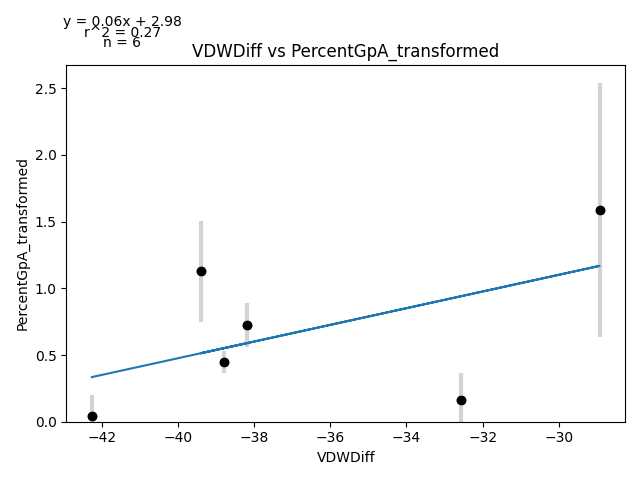 y = 0.06x + 2.98
r^2 = 0.27
n = 6
VDWDiff vs PercentGpA_transformed
PercentGpA_transformed
2.5
2.0
1.5
1.0
0.5
0.0
−42 −40 −38 −36 −34 −32 −30
VDWDiff